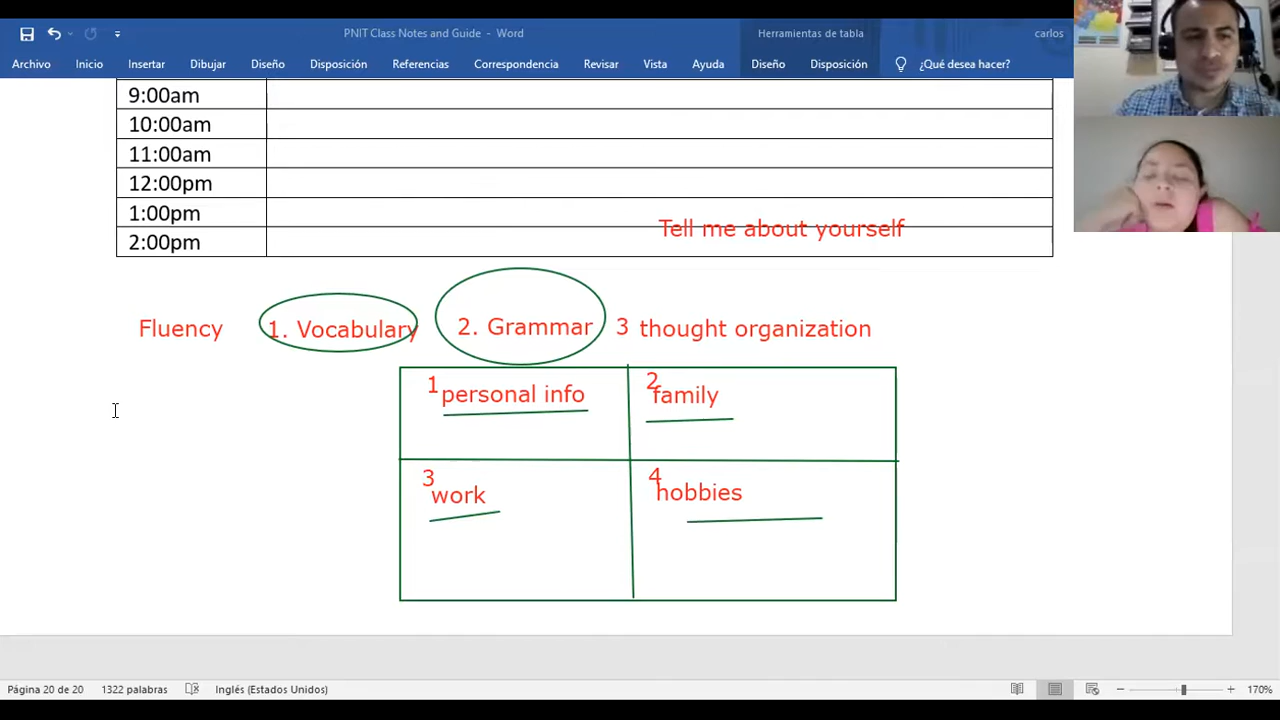 PNIT Class Notes and Guide - Word
Herramientas de tabla
carlos
Archivo Inicio Insertar Dibujar Diseño Disposición Referencias Correspondencia Revisar Vista Ayuda Diseño Disposición ¿Qué desea hacer?
9:00am
10:00am
11:00am
12:00pm
1:00pm
Tell me about yourself
2:00pm
Fluency 1. Vocabulary 2. Grammar 3 thought organization
1 personal info 2 family
3 work 4 hobbies
Página 20 de 20 1322 palabras Inglés (Estados Unidos) 170%